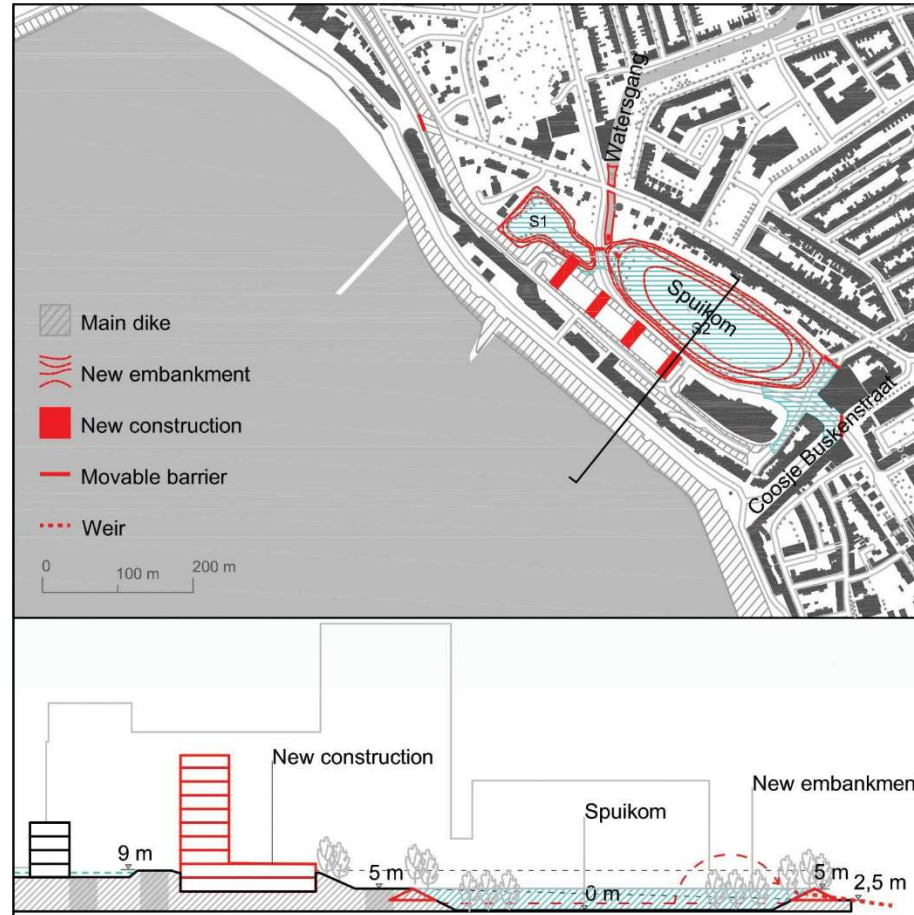 Watersgang
S1
Spuikom
S2
Coosje Buskenstraat
Main dike
New embankment
New construction
Movable barrier
Weir
0
100 m
200 m
New construction
New embankmen
Spuikom
9 m
5 m
0 m
5 m
2,5 m